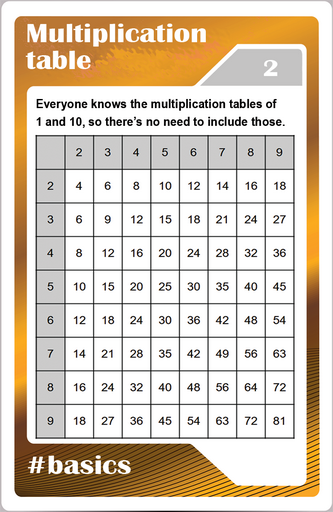 Multiplication
table
2
Everyone knows the multiplication tables of
1 and 10, so there's no need to include those.
2 3 4 5 6 7 8 9
2 4 6 8 10 12 14 16 18
3 6 9 12 15 18 21 24 27
4 8 12 16 20 24 28 32 36
5 10 15 20 25 30 35 40 45
6 12 18 24 30 36 42 48 54
7 14 21 28 35 42 49 56 63
8 16 24 32 40 48 56 64 72
9 18 27 36 45 54 63 72 81
#basics